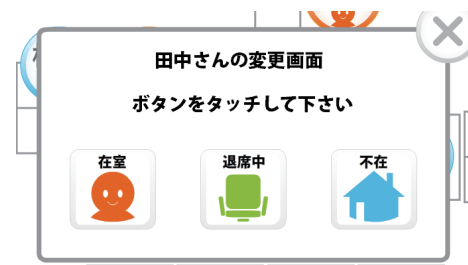 田中さんの変更画面
ボタンをタッチして下さい
在室
退席中
不在